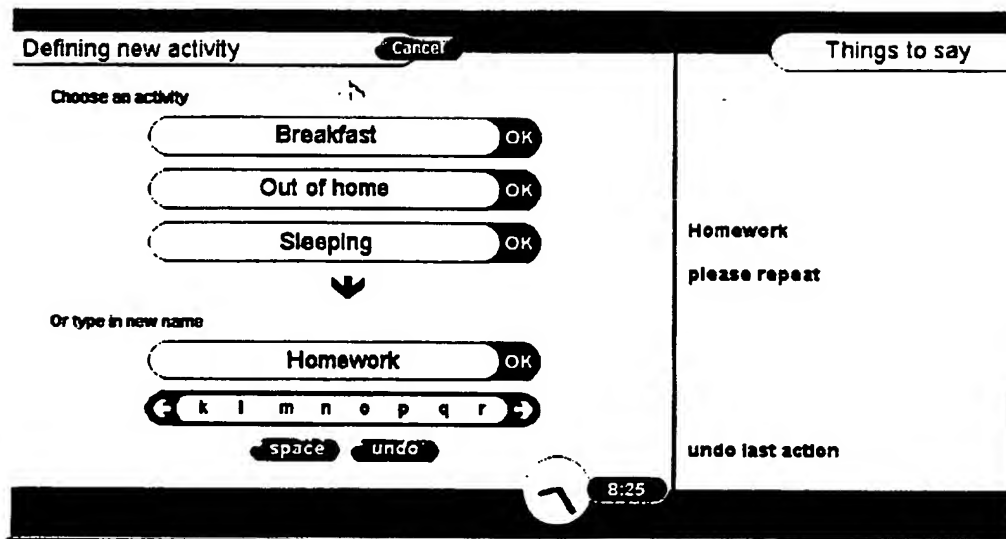 Defining new activity
Cancel
Things to say
Choose an activity
Breakfast OK
Out of home OK
Sleeping OK
Homework
please repeat
Or type in new name
Homework OK
k l m n o p q r
space undo
undo last action
8:25